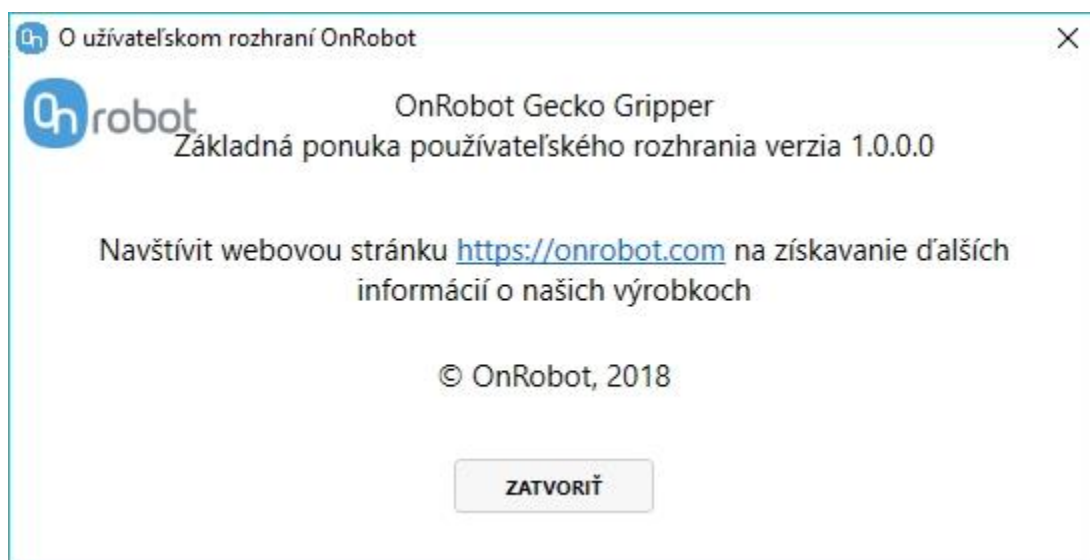 O užívateľskom rozhraní OnRobot
On robot
OnRobot Gecko Gripper
Základná ponuka používateľského rozhrania verzia 1.0.0.0
Navštívit webovou stránku https://onrobot.com na získavanie ďalších
informácií o našich výrobkoch
© OnRobot, 2018
ZATVORIŤ